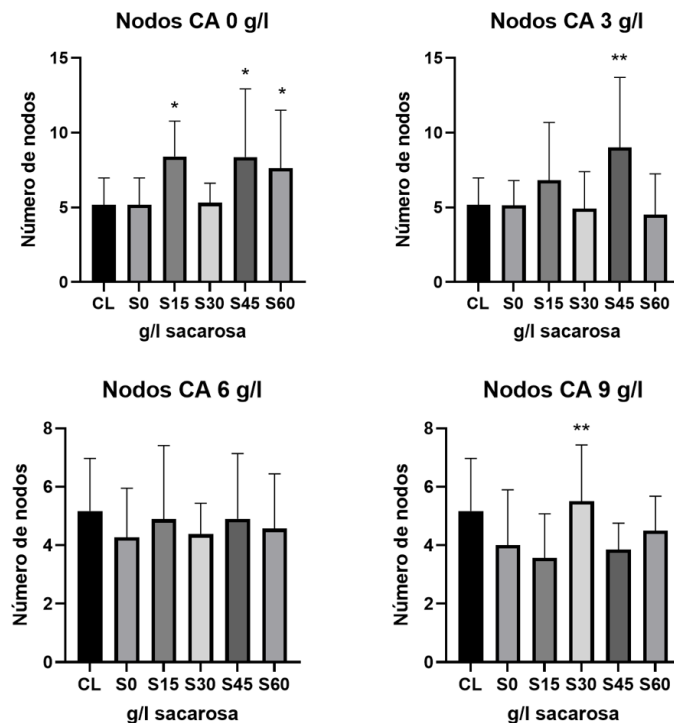 Nodos CA 0 g/l
Número de nodos
15
10
5
0
* * *
CL S0 S15 S30 S45 S60
g/l sacarosa
Nodos CA 3 g/l
Número de nodos
15
10
5
0
**
CL S0 S15 S30 S45 S60
g/l sacarosa
Nodos CA 6 g/l
Número de nodos
8
6
4
2
0
CL S0 S15 S30 S45 S60
g/l sacarosa
Nodos CA 9 g/l
Número de nodos
8
6
4
2
0
**
CL S0 S15 S30 S45 S60
g/l sacarosa